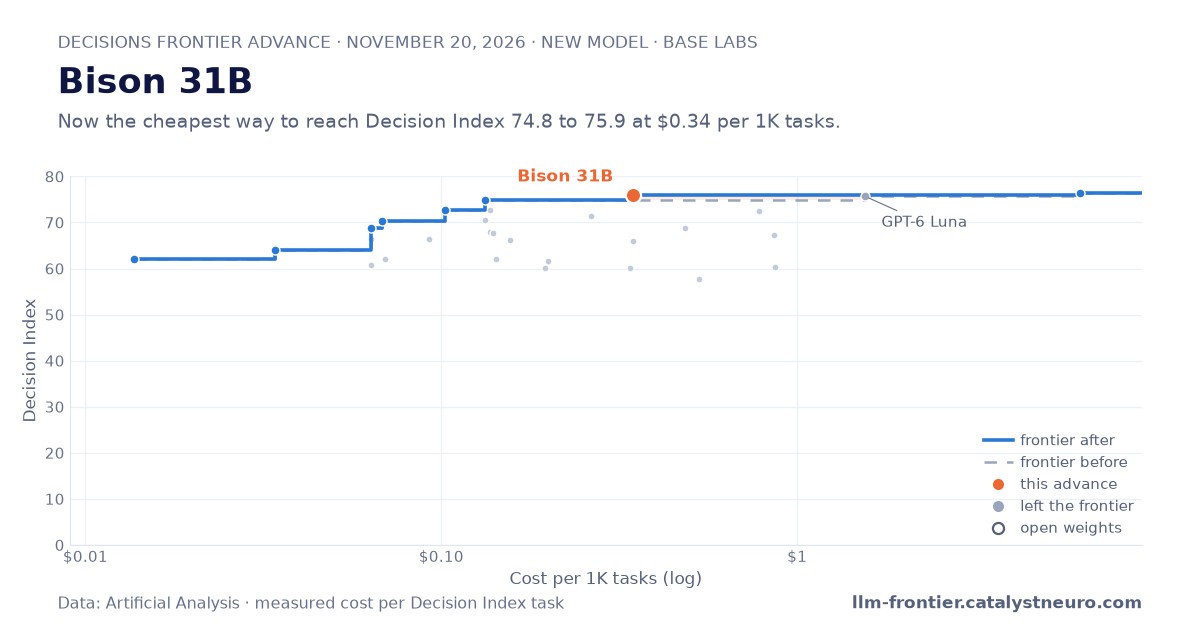 DECISIONS FRONTIER ADVANCE · NOVEMBER 20, 2026 · NEW MODEL · BASE LABS
Bison 31B
Now the cheapest way to reach Decision Index 74.8 to 75.9 at $0.34 per 1K tasks.
Bison 31B
GPT-6 Luna
80
70
60
50
40
30
20
10
0
Decision Index
$0.01
$0.10
$1
Cost per 1K tasks (log)
frontier after
frontier before
this advance
left the frontier
open weights
Data: Artificial Analysis · measured cost per Decision Index task
llm-frontier.catalystneuro.com